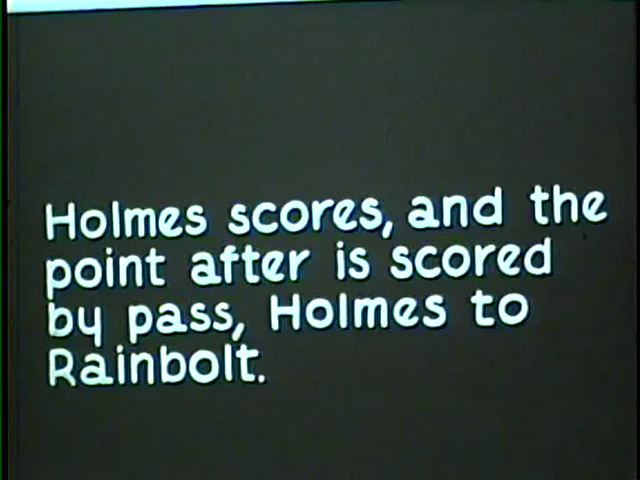 Holmes scores, and the
point after is scored
by pass, Holmes to
Rainbolt.